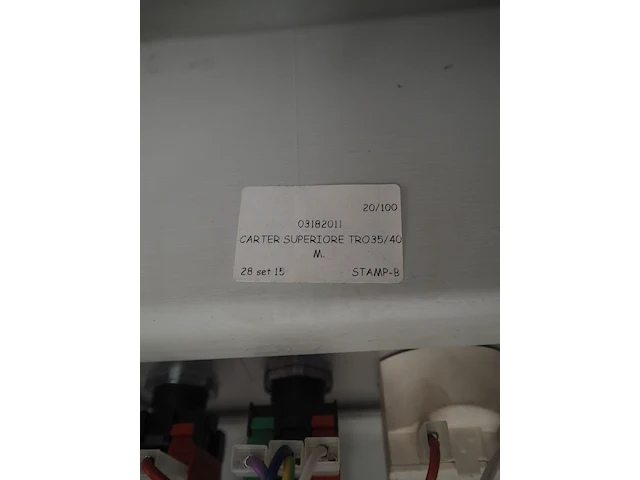 20/100
03182011
CARTER SUPERIORE TRO35/40
M.
28 set 15 STAMP-B